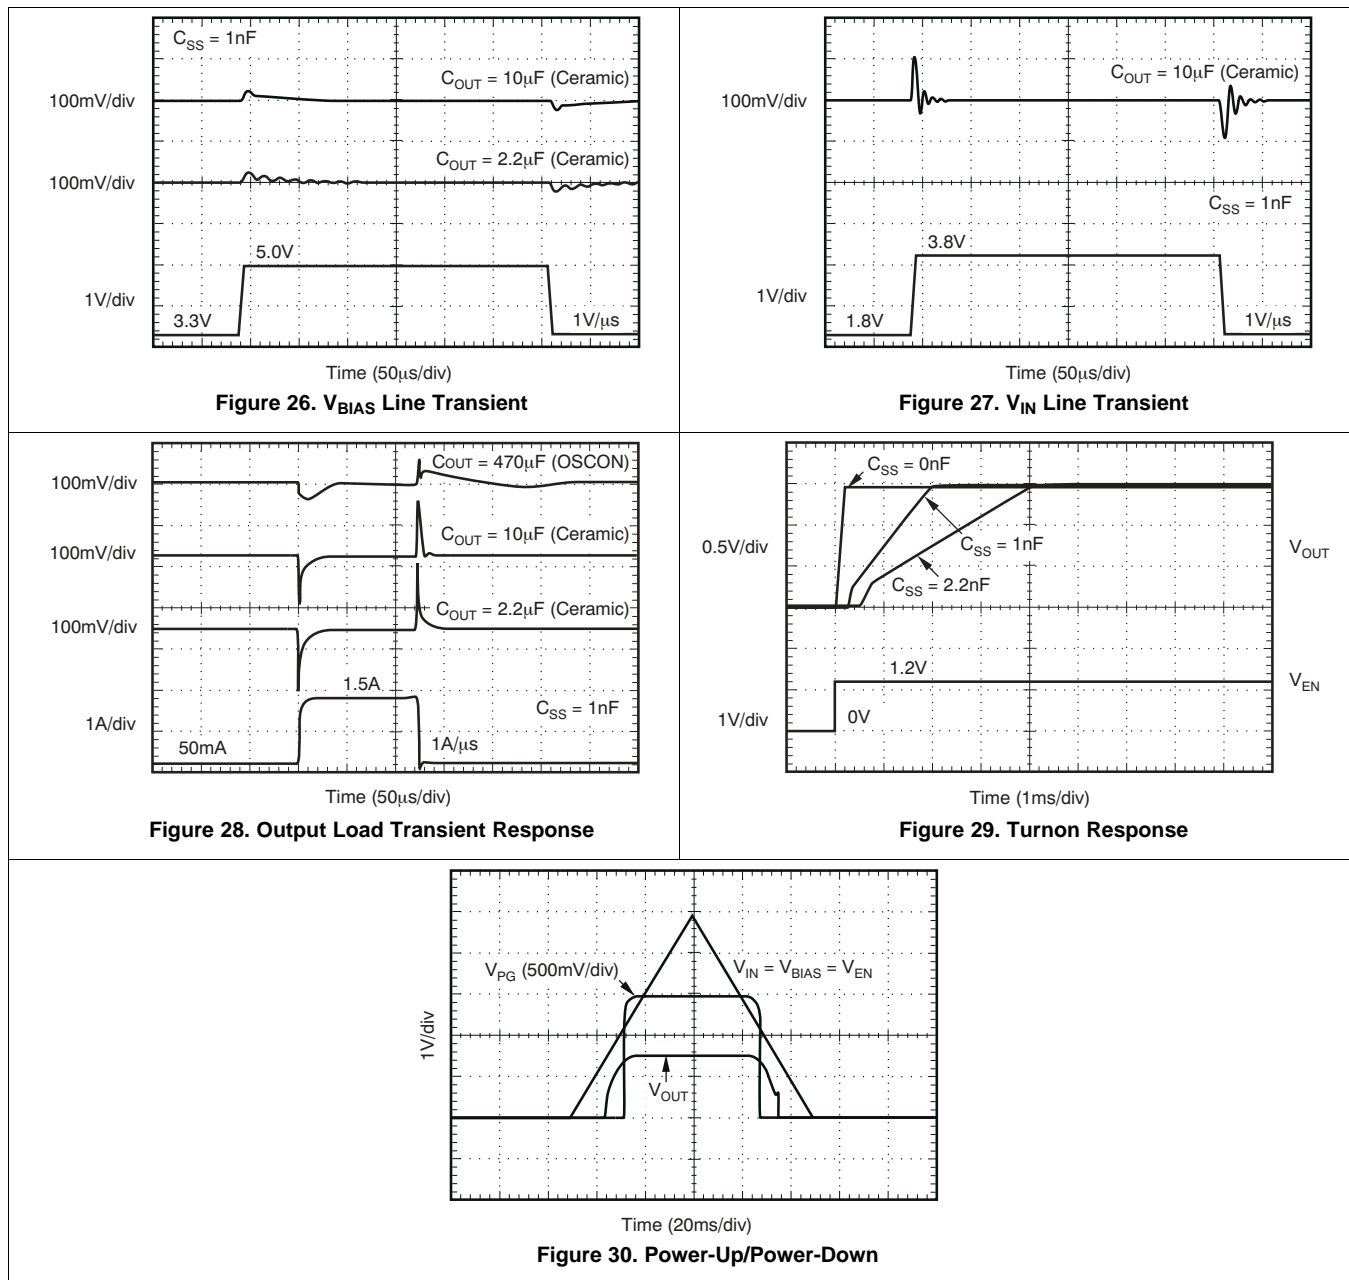 C_SS = 1nF
C_OUT = 10µF (Ceramic)
100mV/div
C_OUT = 2.2µF (Ceramic)
100mV/div
5.0V
1V/div
3.3V
1V/µs
Time (50µs/div)
Figure 26. V_BIAS Line Transient
C_OUT = 10µF (Ceramic)
100mV/div
C_SS = 1nF
3.8V
1V/div
1.8V
1V/µs
Time (50µs/div)
Figure 27. V_IN Line Transient
C_OUT = 470µF (OSCON)
100mV/div
C_OUT = 10µF (Ceramic)
100mV/div
C_OUT = 2.2µF (Ceramic)
100mV/div
1.5A
C_SS = 1nF
1A/div
50mA
1A/µs
Time (50µs/div)
Figure 28. Output Load Transient Response
C_SS = 0nF
0.5V/div
C_SS = 1nF
V_OUT
C_SS = 2.2nF
1.2V
V_EN
1V/div
0V
Time (1ms/div)
Figure 29. Turnon Response
V_PG (500mV/div)
V_IN = V_BIAS = V_EN
1V/div
V_OUT
Time (20ms/div)
Figure 30. Power-Up/Power-Down